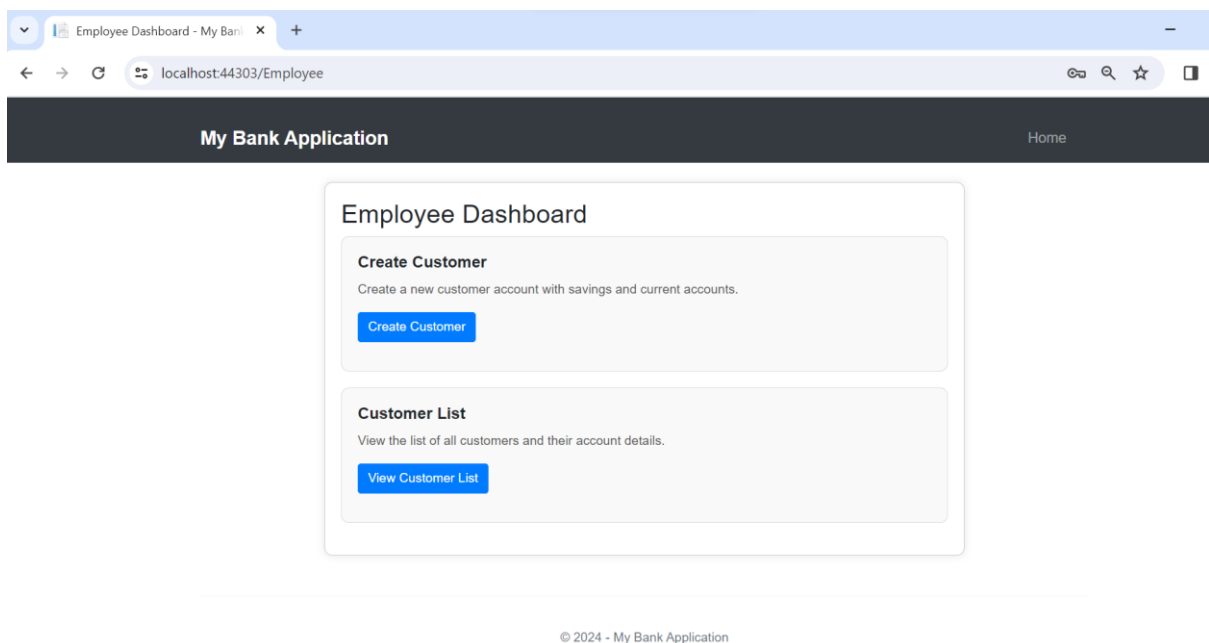 Employee Dashboard - My Ban
localhost:44303/Employee
My Bank Application
Home
Employee Dashboard
Create Customer
Create a new customer account with savings and current accounts.
Create Customer
Customer List
View the list of all customers and their account details.
View Customer List
© 2024 - My Bank Application